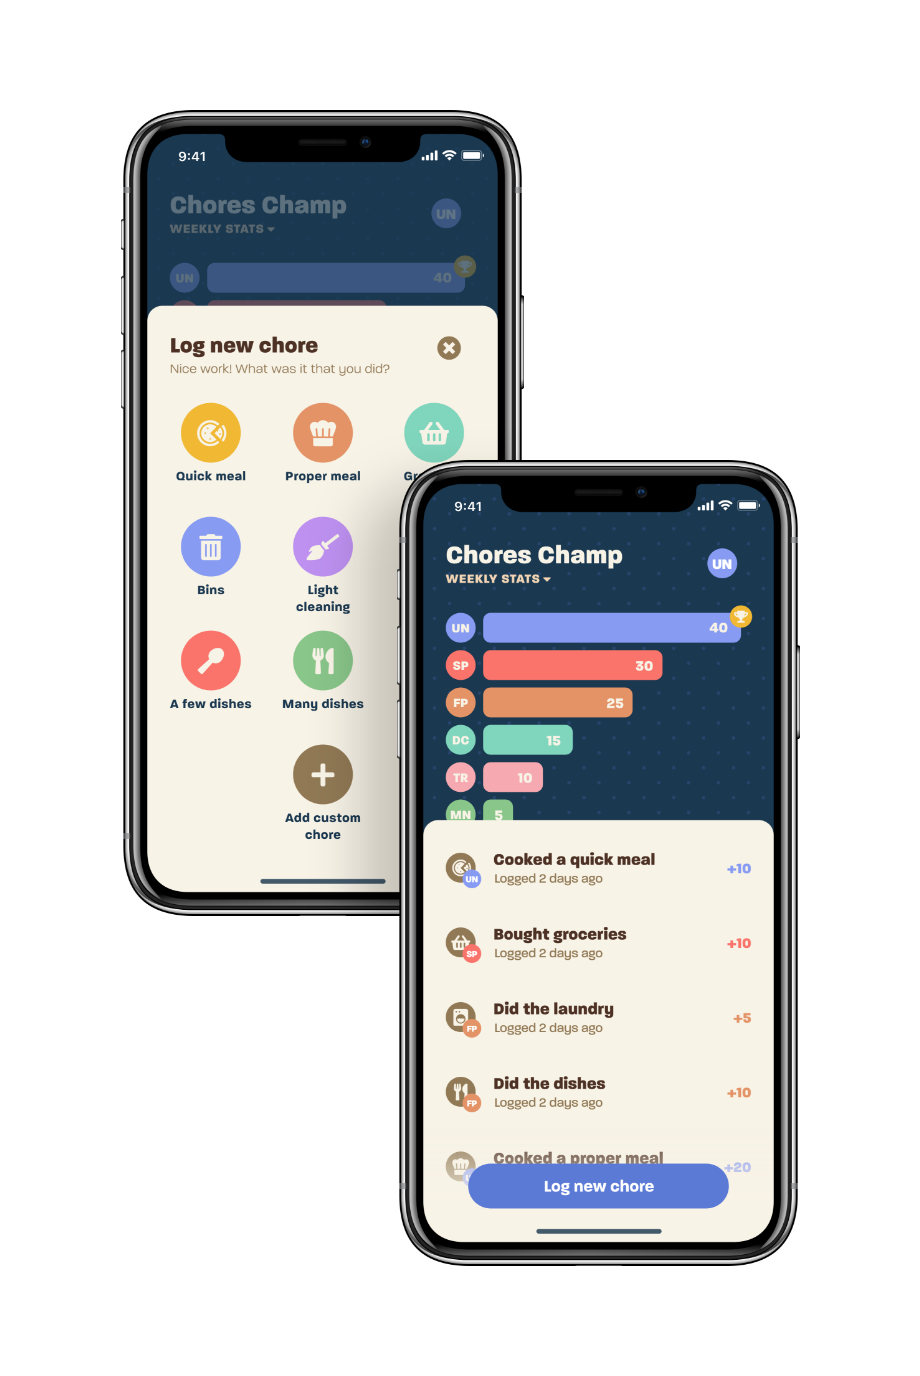 9:41
Chores Champ
UN
WEEKLY STATS
UN
40
Log new chore
Nice work! What was it that you did?
Quick meal
Proper meal
Bins
Light
cleaning
A few dishes
Many dishes
Add custom
chore
9:41
Chores Champ
UN
WEEKLY STATS
UN
40
SP
30
FP
25
DC
15
TR
10
MN
5
Cooked a quick meal
Logged 2 days ago
UN
+10
Bought groceries
Logged 2 days ago
SP
+10
Did the laundry
Logged 2 days ago
FP
+5
Did the dishes
Logged 2 days ago
FP
+10
Cooked a proper meal
+20
Log new chore